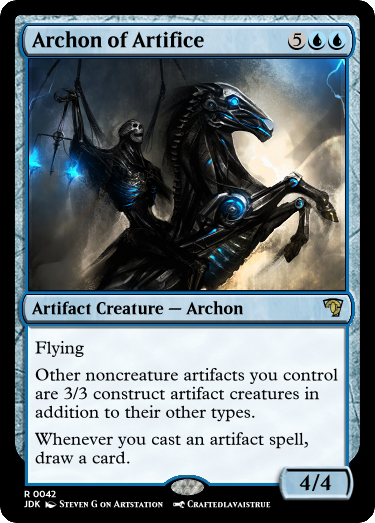 Archon of Artifice 5
Artifact Creature — Archon
Flying
Other noncreature artifacts you control
are 3/3 construct artifact creatures in
addition to their other types.
Whenever you cast an artifact spell,
draw a card.
4/4
R 0042
JDK Steven G on Artstation Craftedlavaistrue